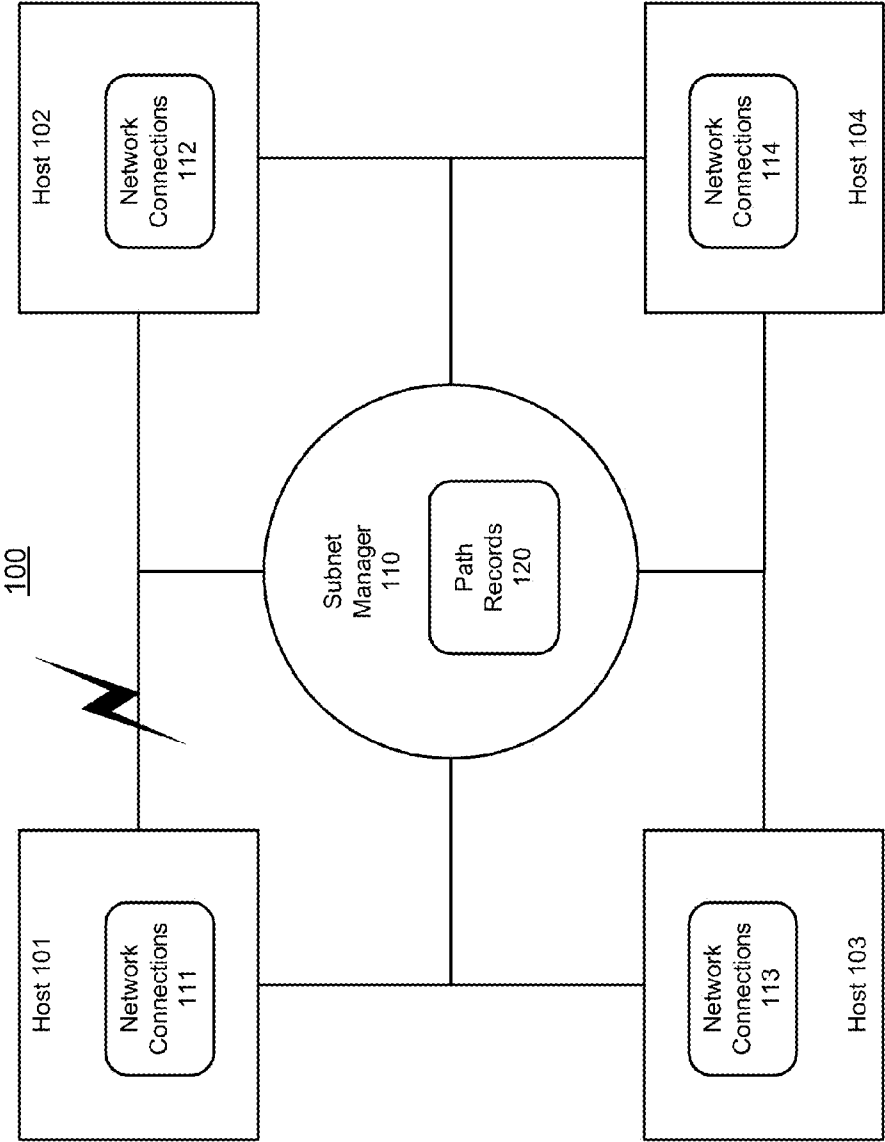 100
Host 101
Network
Connections
111
Host 102
Network
Connections
112
Subnet
Manager
110
Path
Records
120
Network
Connections
113
Host 103
Network
Connections
114
Host 104